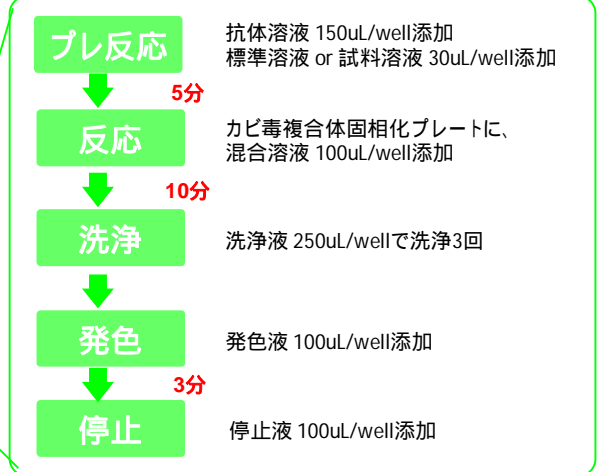 プレ反応
抗体溶液 150uL/well添加
標準溶液 or 試料溶液 30uL/well添加
5分
反応
カビ毒複合体固相化プレートに、
混合溶液 100uL/well添加
10分
洗浄
洗浄液 250uL/wellで洗浄3回
発色
発色液 100uL/well添加
3分
停止
停止液 100uL/well添加